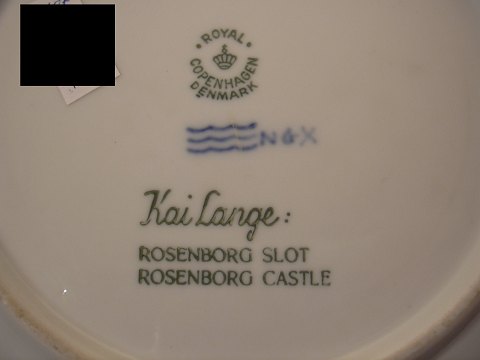 ROYAL
COPENHAGEN
DENMARK
N&X
Kai Lange:
ROSENBORG SLOT
ROSENBORG CASTLE